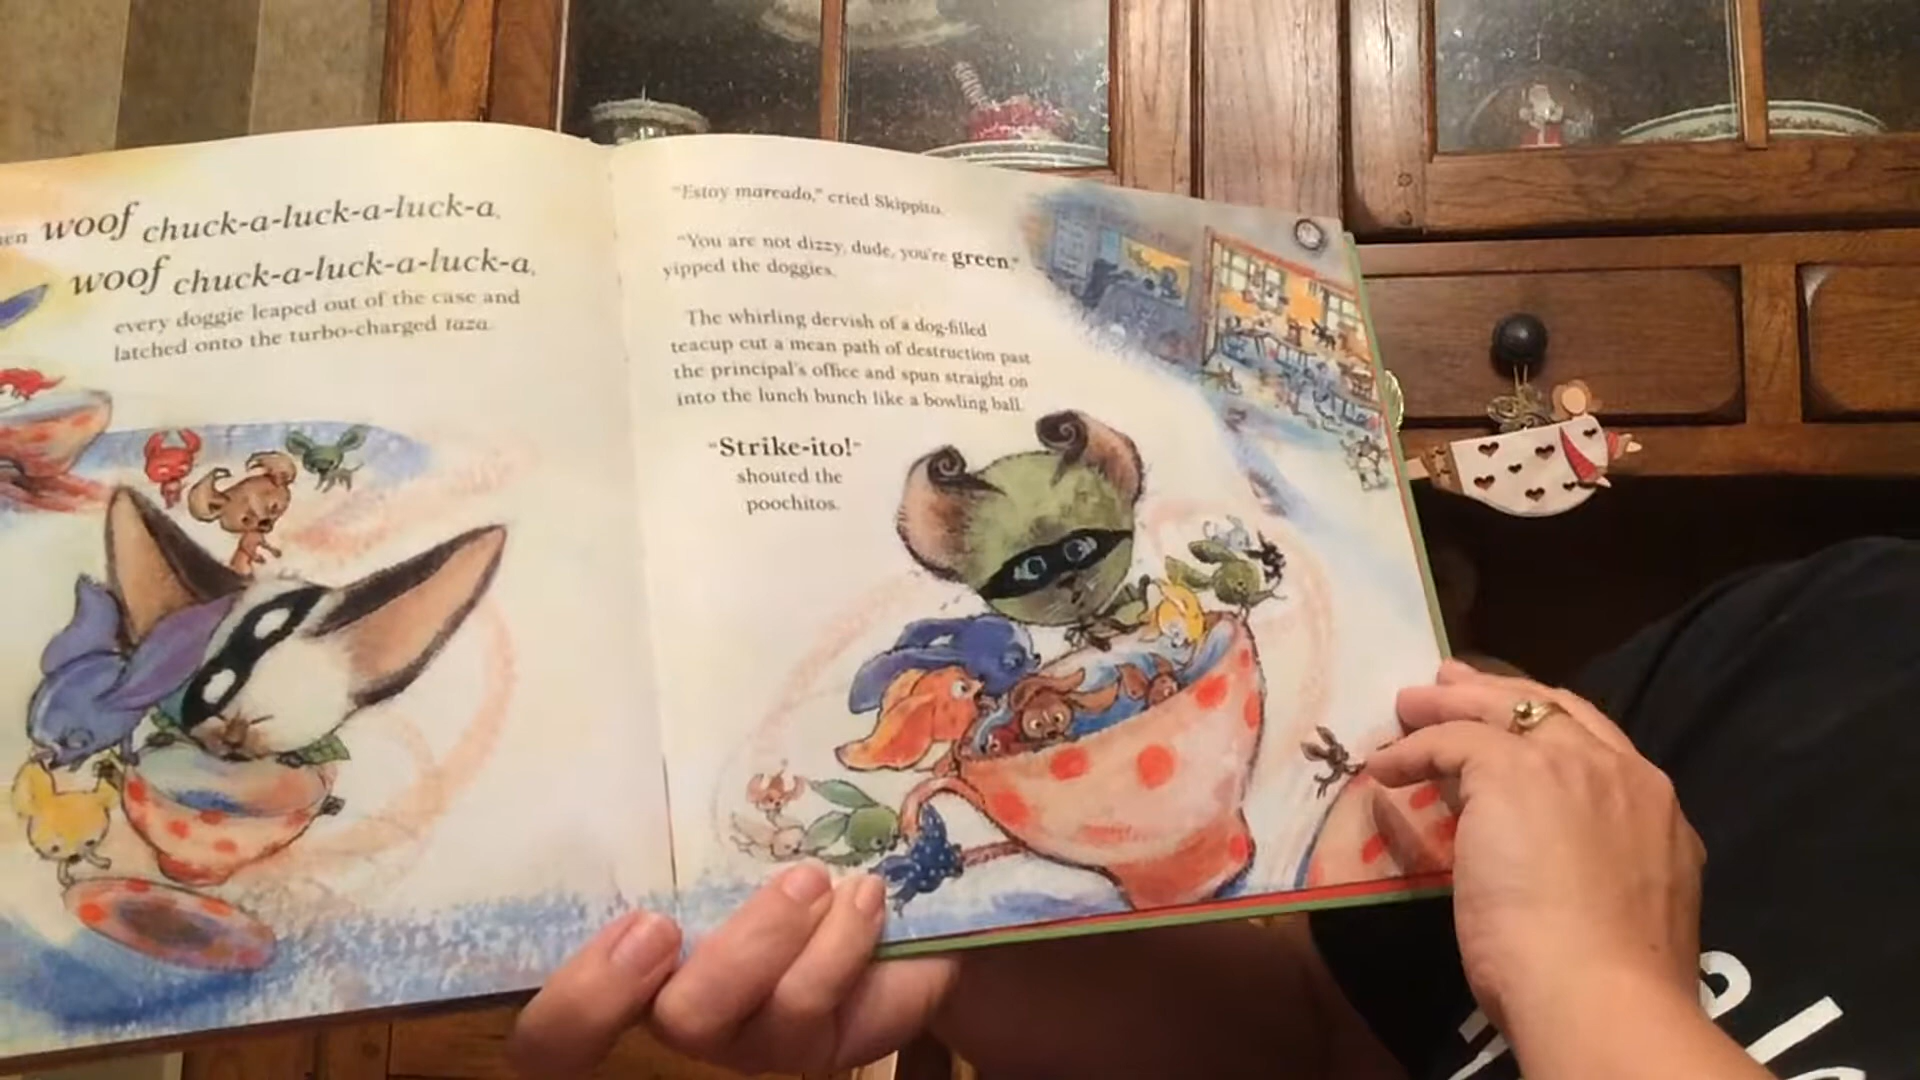 woof chuck-a-luck-a-luck-a,
woof chuck-a-luck-a-luck-a,
every doggie leaped out of the case and
latched onto the turbo-charged taza.
"Estoy mareado," cried Skippito.
"You are not dizzy, dude, you're green,"
yipped the doggies.
The whirling dervish of a dog-filled
teacup cut a mean path of destruction past
the principal's office and spun straight on
into the lunch bunch like a bowling ball.
"Strike-ito!"
shouted the
poochitos.